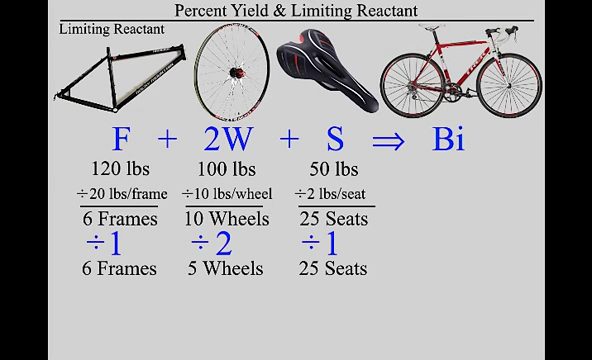 Percent Yield & Limiting Reactant
Limiting Reactant
F + 2W + S ⇒ Bi
120 lbs 100 lbs 50 lbs
÷20 lbs/frame ÷10 lbs/wheel ÷2 lbs/seat
6 Frames 10 Wheels 25 Seats
÷1 ÷2 ÷1
6 Frames 5 Wheels 25 Seats